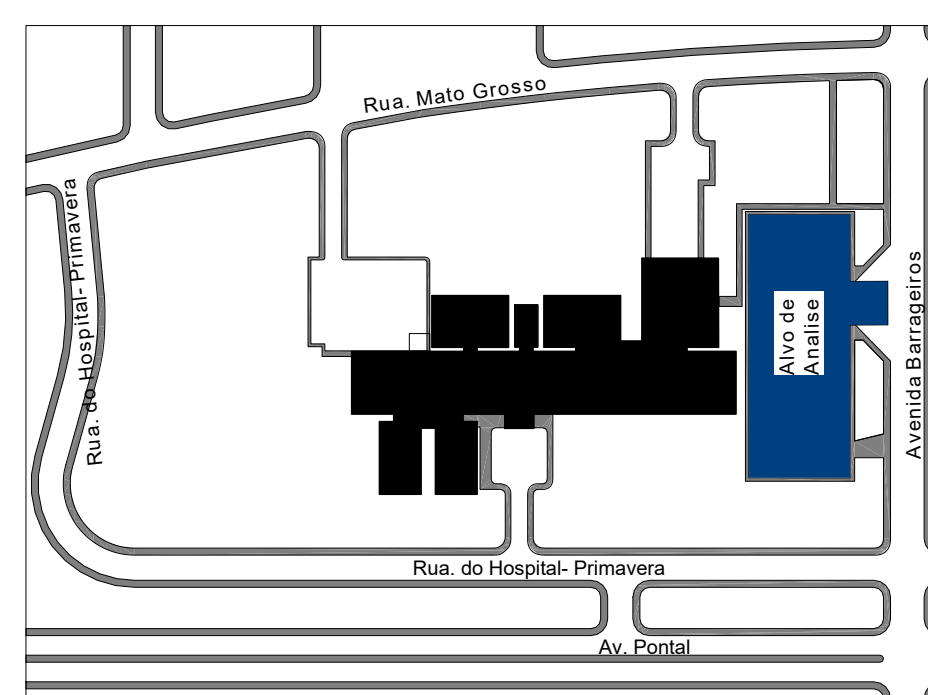 Rua. Mato Grosso
Rua. do Hospital- Primavera
Alvo de
Analise
Avenida Barrageiros
Rua. do Hospital- Primavera
Av. Pontal